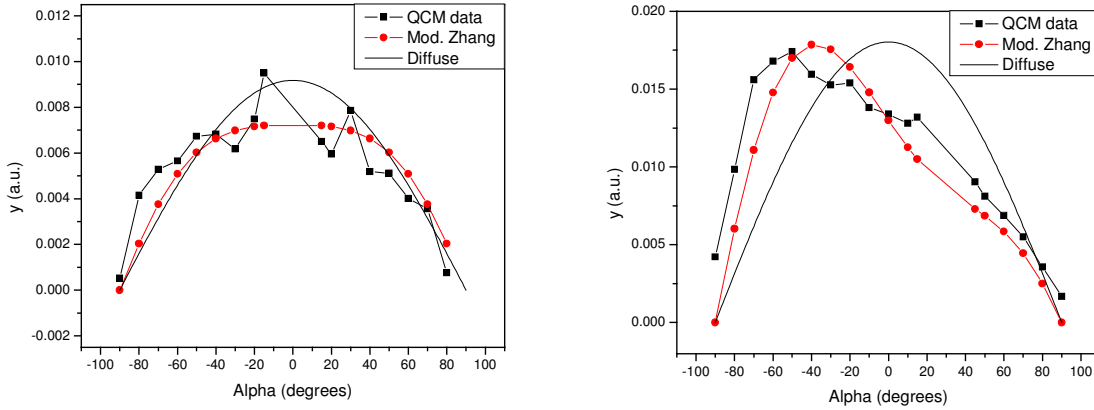 0.012
0.010
0.008
0.006
0.004
0.002
0.000
-0.002
y (a.u.)
-100 -80 -60 -40 -20 0 20 40 60 80 100
Alpha (degrees)
QCM data
Mod. Zhang
Diffuse
0.020
0.015
0.010
0.005
0.000
y (a.u.)
-100 -80 -60 -40 -20 0 20 40 60 80 100
Alpha (degrees)
QCM data
Mod. Zhang
Diffuse